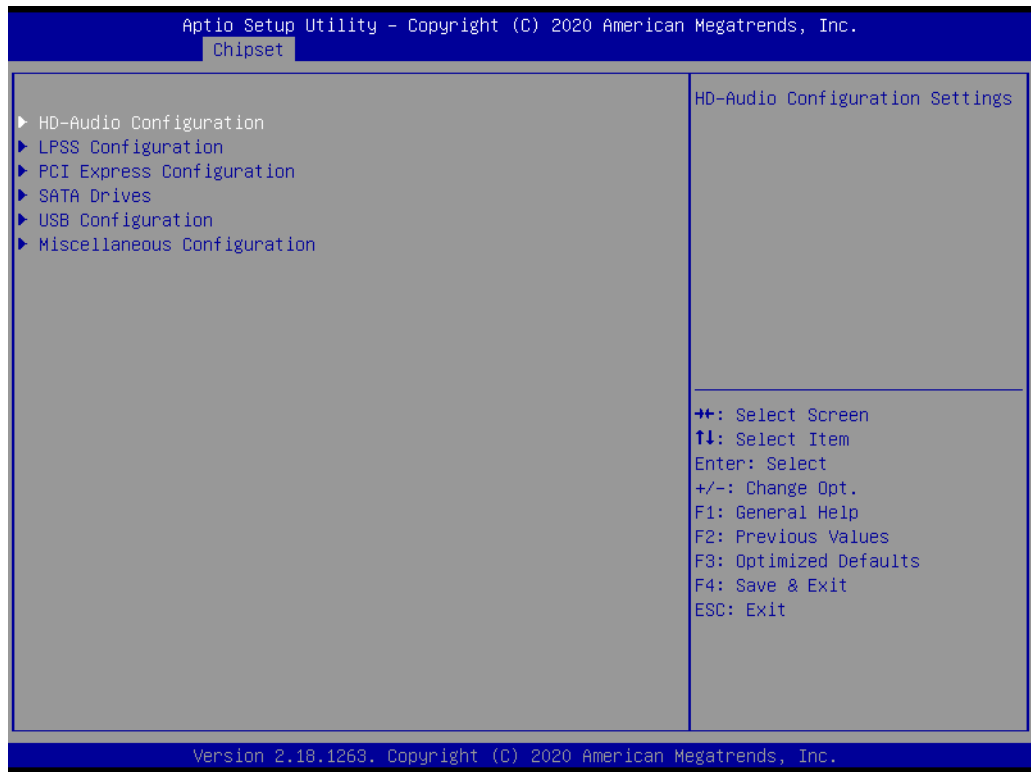 Aptio Setup Utility – Copyright (C) 2020 American Megatrends, Inc.
Chipset
HD-Audio Configuration
LPSS Configuration
PCI Express Configuration
SATA Drives
USB Configuration
Miscellaneous Configuration
HD-Audio Configuration Settings
→←: Select Screen
↑↓: Select Item
Enter: Select
+/-: Change Opt.
F1: General Help
F2: Previous Values
F3: Optimized Defaults
F4: Save & Exit
ESC: Exit
Version 2.18.1263. Copyright (C) 2020 American Megatrends, Inc.